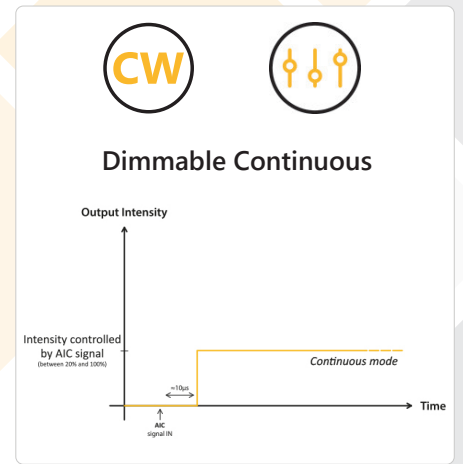 CW
Dimmable Continuous
Output Intensity
Intensity controlled
by AIC signal
(between 20% and 100%)
Continuous mode
≈10µs
Time
AIC
signal IN